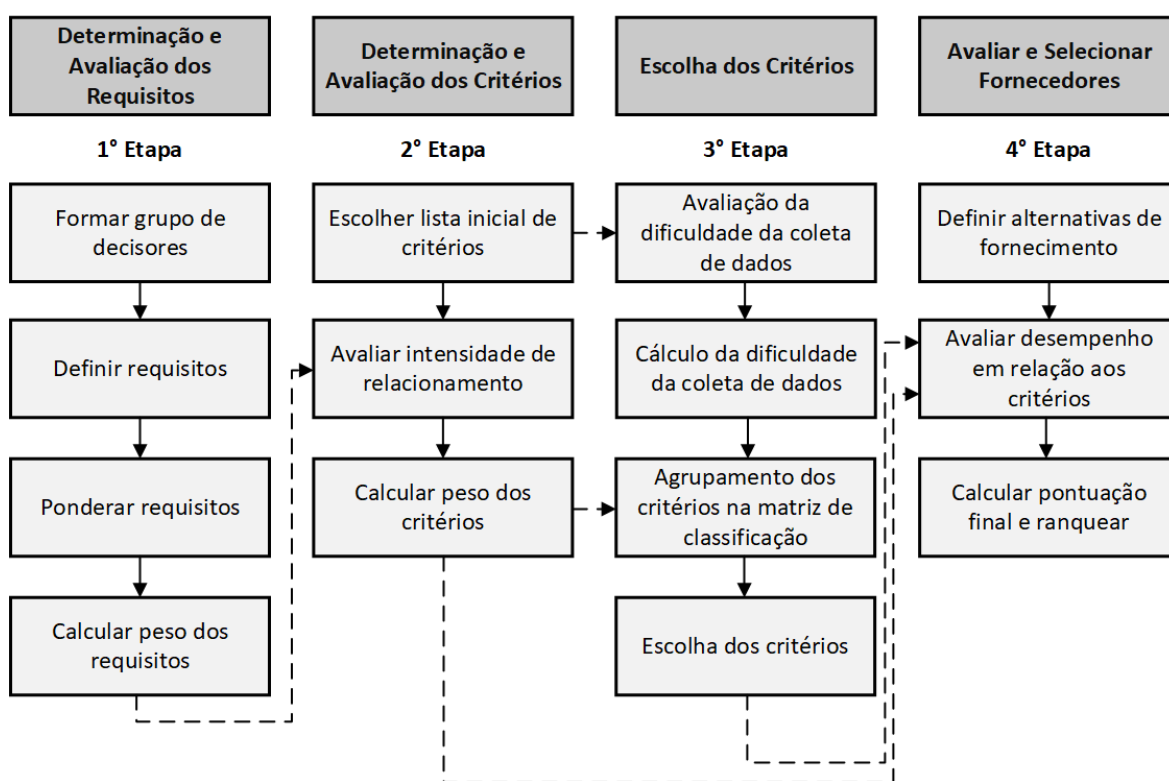 Determinação e
Avaliação dos
Requisitos
Determinação e
Avaliação dos Critérios
Escolha dos Critérios
Avaliar e Selecionar
Fornecedores
1° Etapa
2° Etapa
3° Etapa
4° Etapa
Formar grupo de
decisores
Definir requisitos
Ponderar requisitos
Calcular peso dos
requisitos
Escolher lista inicial de
critérios
Avaliar intensidade de
relacionamento
Calcular peso dos
critérios
Avaliação da
dificuldade da coleta
de dados
Cálculo da dificuldade
da coleta de dados
Agrupamento dos
critérios na matriz de
classificação
Escolha dos critérios
Definir alternativas de
fornecimento
Avaliar desempenho
em relação aos
critérios
Calcular pontuação
final e ranquear